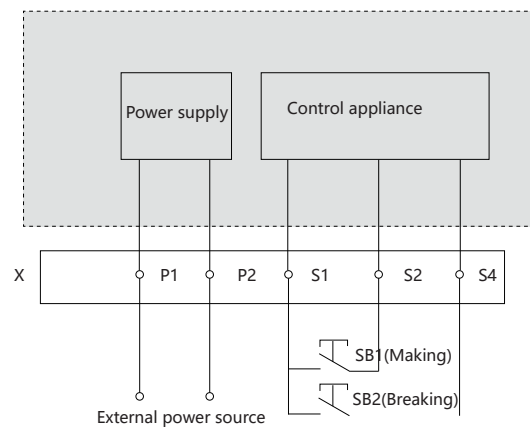 Power supply
Control appliance
X
P1
P2
S1
S2
S4
SB1(Making)
SB2(Breaking)
External power source